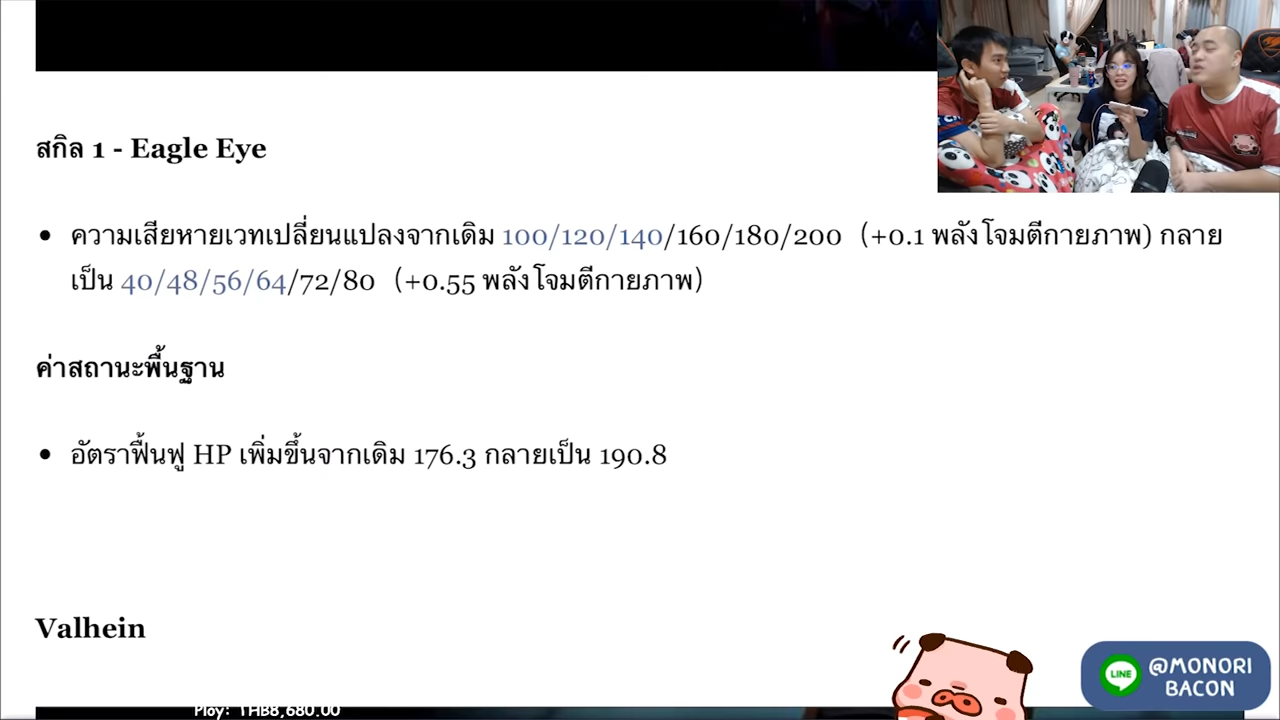 สกิล 1 - Eagle Eye
ความเสียหายเวทเปลี่ยนแปลงจากเดิม 100/120/140/160/180/200 (+0.1 พลังโจมตีกายภาพ) กลาย
เป็น 40/48/56/64/72/80 (+0.55 พลังโจมตีกายภาพ)
ค่าสถานะพื้นฐาน
อัตราฟื้นฟู HP เพิ่มขึ้นจากเดิม 176.3 กลายเป็น 190.8
Valhein
LINE
@MONORI
BACON
Ploy: THB8,680.00